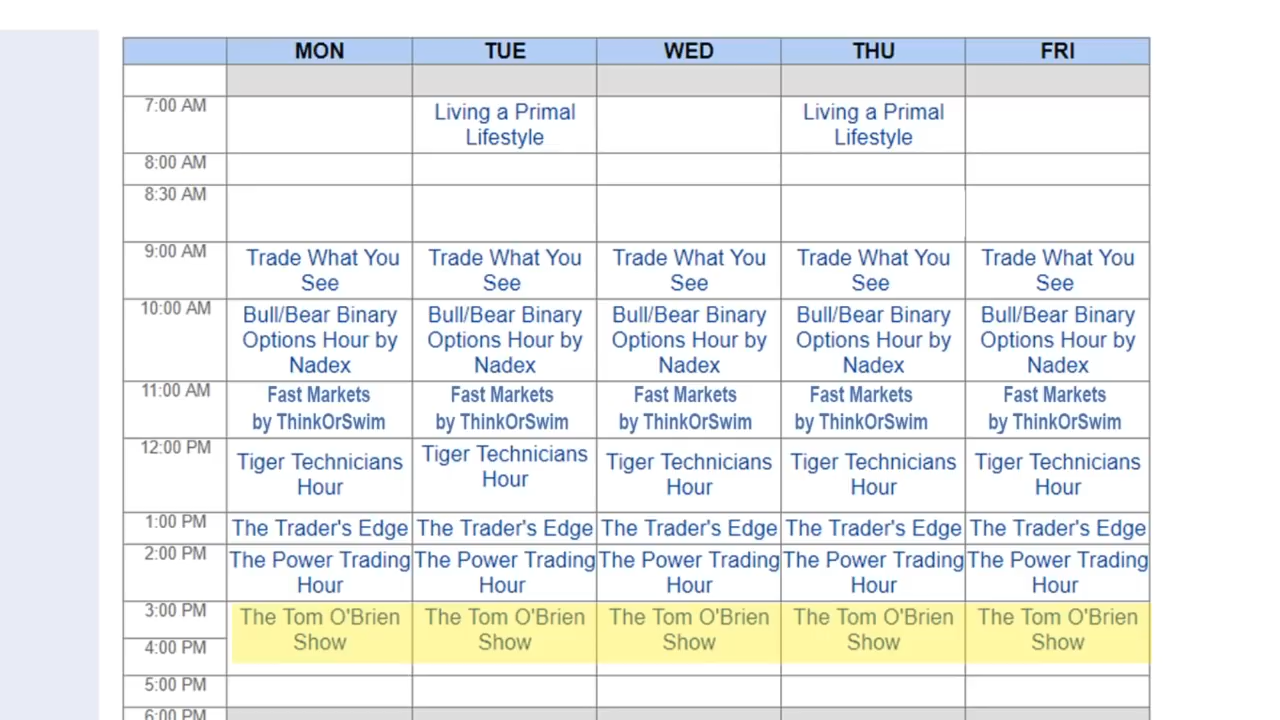 MON TUE WED THU FRI
7:00 AM
Living a Primal Living a Primal
Lifestyle Lifestyle
8:00 AM
8:30 AM
9:00 AM
Trade What You Trade What You Trade What You Trade What You Trade What You
See See See See See
10:00 AM
Bull/Bear Binary Bull/Bear Binary Bull/Bear Binary Bull/Bear Binary Bull/Bear Binary
Options Hour by Options Hour by Options Hour by Options Hour by Options Hour by
Nadex Nadex Nadex Nadex Nadex
11:00 AM
Fast Markets Fast Markets Fast Markets Fast Markets Fast Markets
by ThinkOrSwim by ThinkOrSwim by ThinkOrSwim by ThinkOrSwim by ThinkOrSwim
12:00 PM
Tiger Technicians Tiger Technicians Tiger Technicians Tiger Technicians Tiger Technicians
Hour Hour Hour Hour Hour
1:00 PM
The Trader's Edge The Trader's Edge The Trader's Edge The Trader's Edge The Trader's Edge
2:00 PM
The Power Trading The Power Trading The Power Trading The Power Trading The Power Trading
Hour Hour Hour Hour Hour
3:00 PM
The Tom O'Brien The Tom O'Brien The Tom O'Brien The Tom O'Brien The Tom O'Brien
Show Show Show Show Show
4:00 PM
5:00 PM
6:00 PM